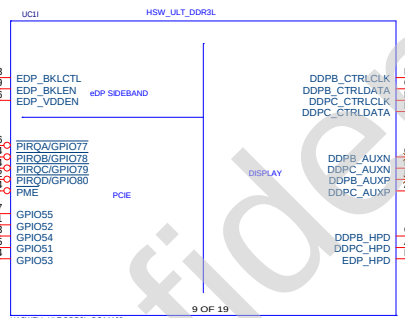 UC1I
HSW_ULT_DDR3L
EDP_BKLCTL
EDP_BKLEN
EDP_VDDEN
eDP SIDEBAND
DDPB_CTRLCLK
DDPB_CTRLDATA
DDPC_CTRLCLK
DDPC_CTRLDATA
PIRQA/GPIO77
PIRQB/GPIO78
PIRQC/GPIO79
PIRQD/GPIO80
PME
PCIE
DISPLAY
DDPB_AUXN
DDPC_AUXN
DDPB_AUXP
DDPC_AUXP
GPIO55
GPIO52
GPIO54
GPIO51
GPIO53
DDPB_HPD
DDPC_HPD
EDP_HPD
9 OF 19